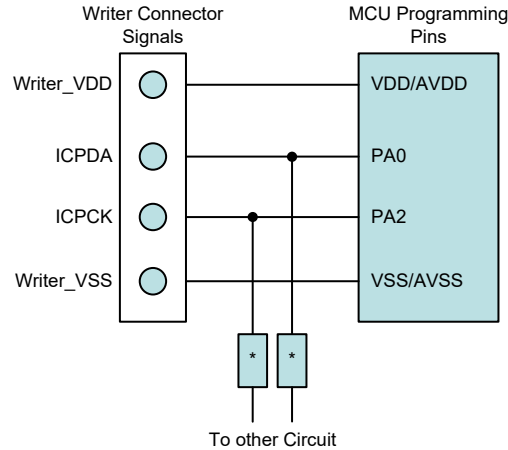 Writer Connector
Signals
MCU Programming
Pins
Writer_VDD
VDD/AVDD
ICPDA
PA0
ICPCK
PA2
Writer_VSS
VSS/AVSS
* *
To other Circuit